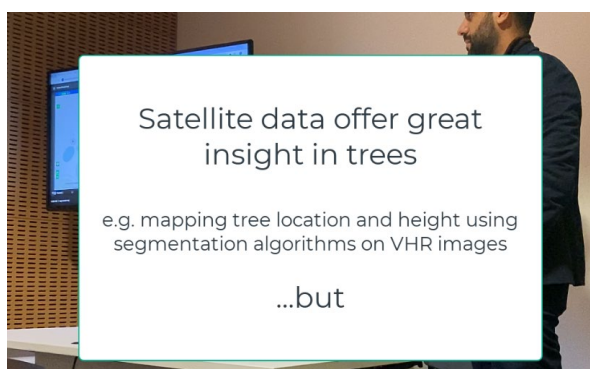 Satellite data offer great
insight in trees
e.g. mapping tree location and height using
segmentation algorithms on VHR images
...but